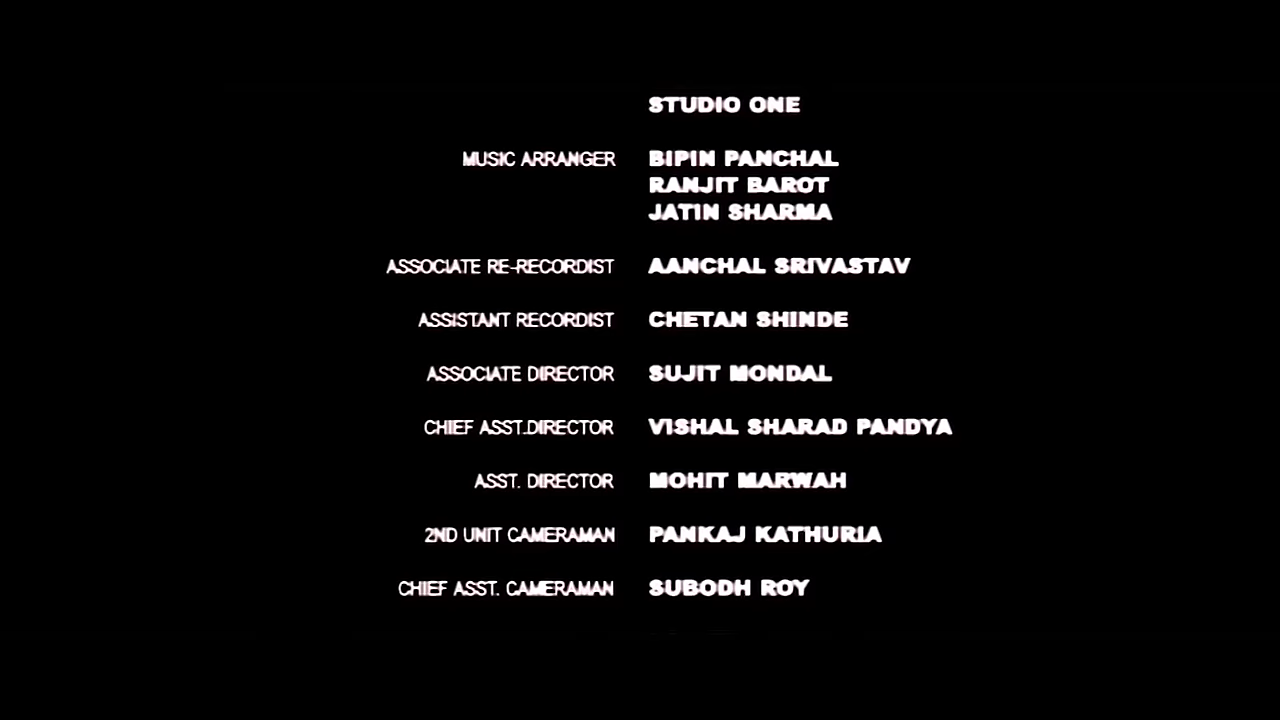 STUDIO ONE
MUSIC ARRANGER BIPIN PANCHAL
RANJIT BAROT
JATIN SHARMA
ASSOCIATE RE-RECORDIST AANCHAL SRIVASTAV
ASSISTANT RECORDIST CHETAN SHINDE
ASSOCIATE DIRECTOR SUJIT MONDAL
CHIEF ASST.DIRECTOR VISHAL SHARAD PANDYA
ASST. DIRECTOR MOHIT MARWAH
2ND UNIT CAMERAMAN PANKAJ KATHURIA
CHIEF ASST. CAMERAMAN SUBODH ROY